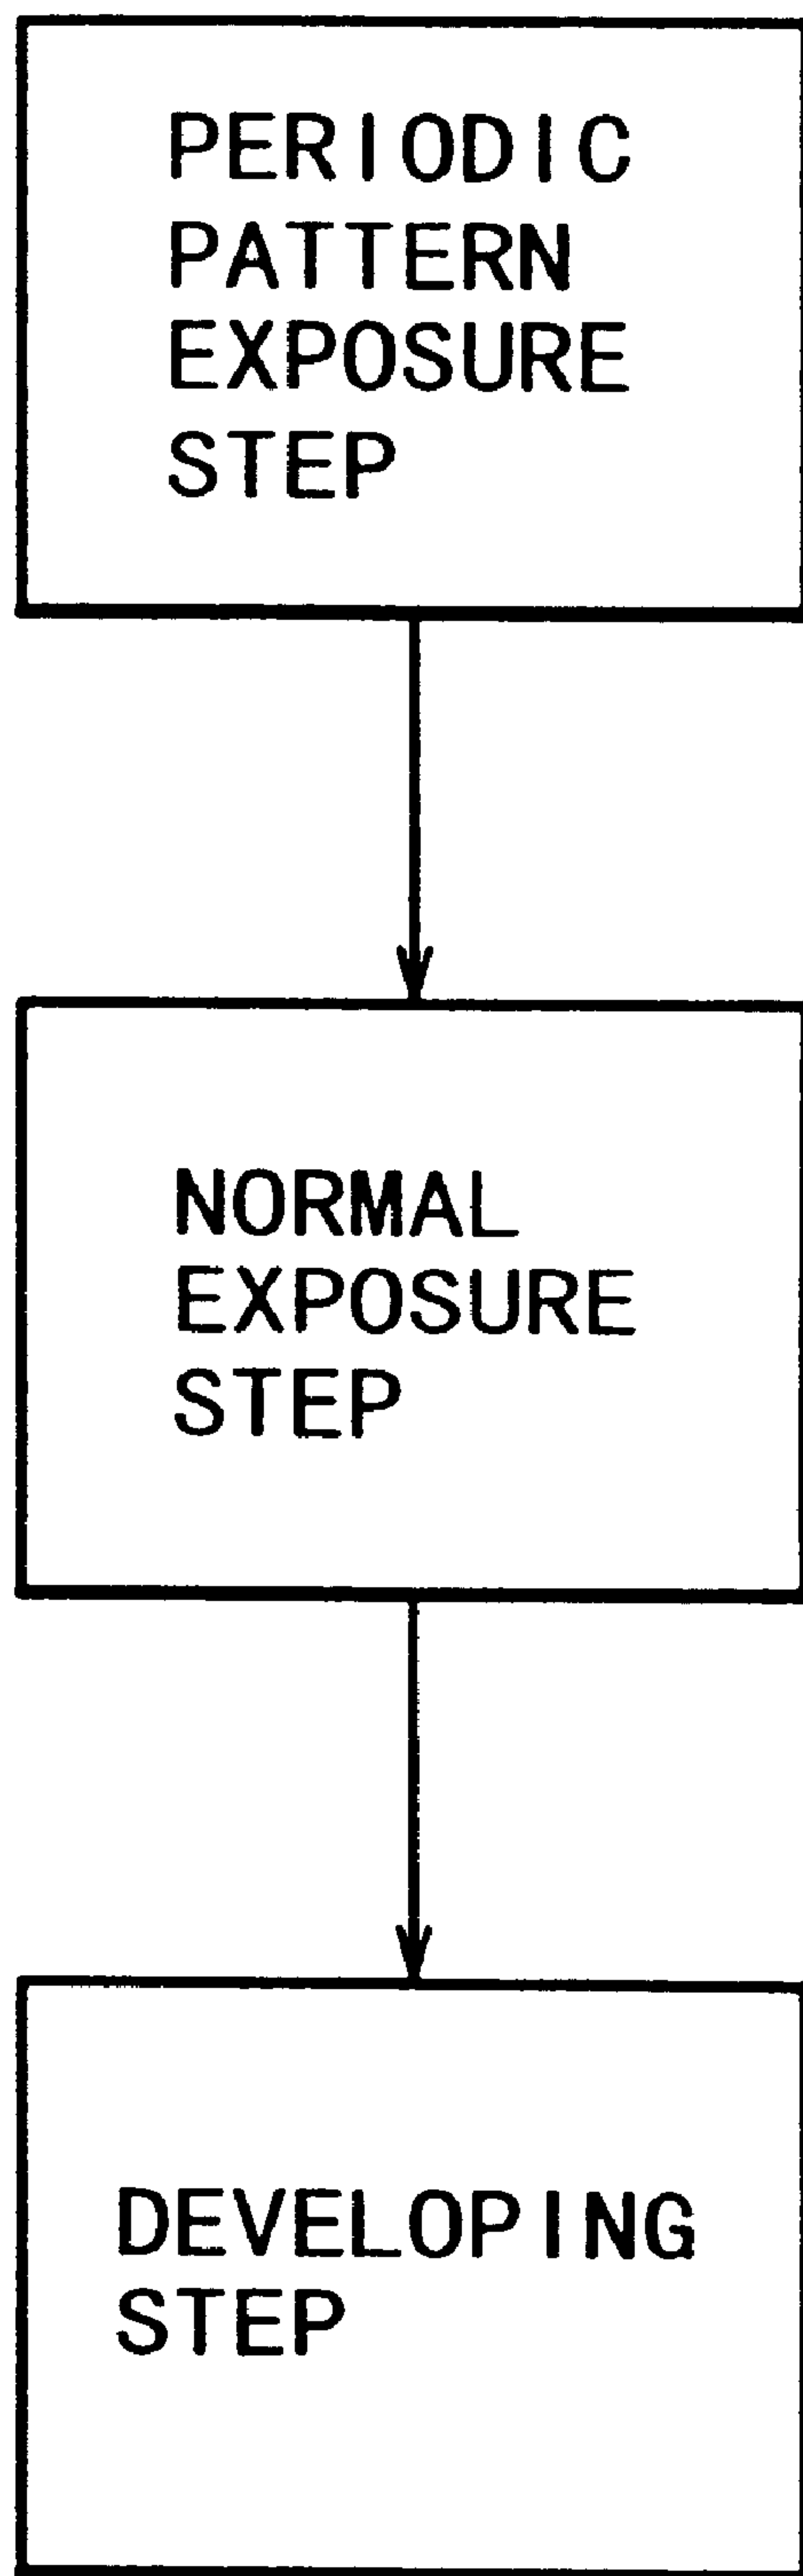 PERIODIC
PATTERN
EXPOSURE
STEP
NORMAL
EXPOSURE
STEP
DEVELOPING
STEP